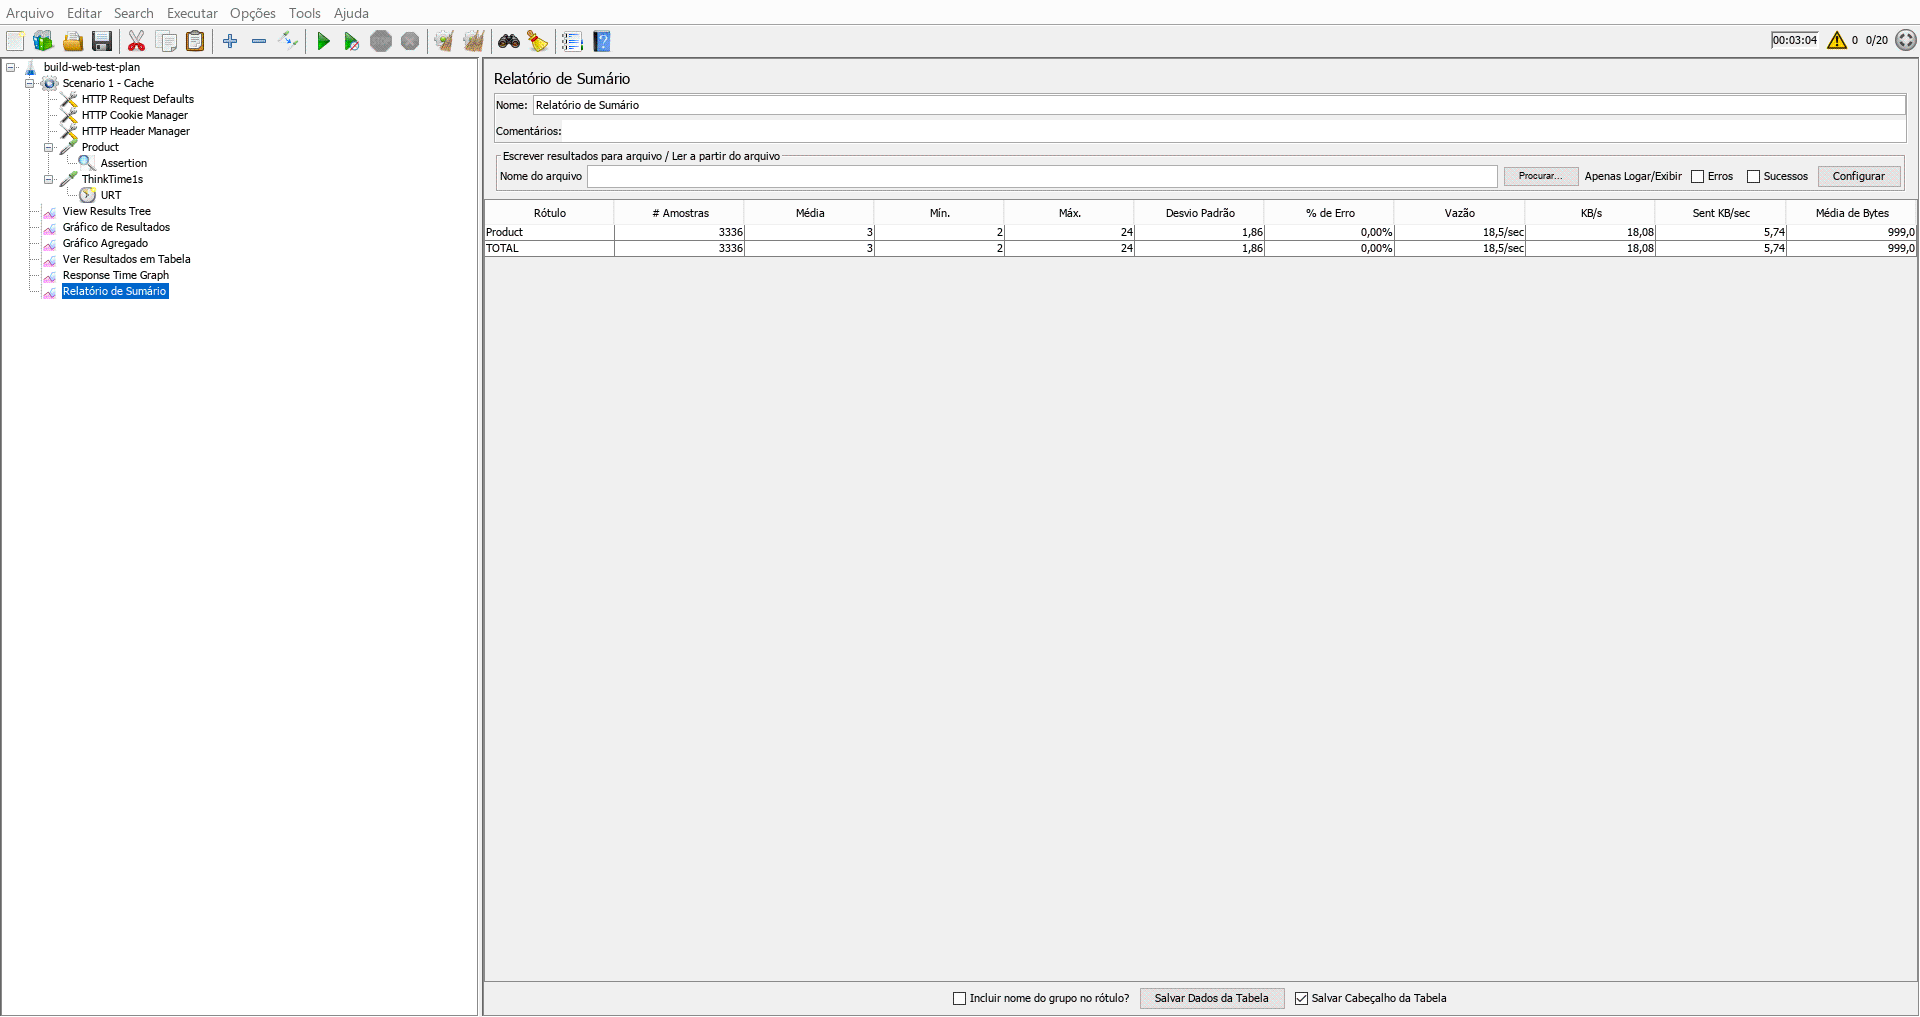 Arquivo Editar Search Executar Opções Tools Ajuda
STOP
00:03:04 0 0/20
build-web-test-plan
Scenario 1 - Cache
HTTP Request Defaults
HTTP Cookie Manager
HTTP Header Manager
Product
Assertion
ThinkTime1s
URT
View Results Tree
Gráfico de Resultados
Gráfico Agregado
Ver Resultados em Tabela
Response Time Graph
Relatório de Sumário
Relatório de Sumário
Nome: Relatório de Sumário
Comentários:
Escrever resultados para arquivo / Ler a partir do arquivo
Nome do arquivo Procurar... Apenas Logar/Exibir Erros Sucessos Configurar
Rótulo # Amostras Média Mín. Máx. Desvio Padrão % de Erro Vazão KB/s Sent KB/sec Média de Bytes
Product 3336 3 2 24 1,86 0,00% 18,5/sec 18,08 5,74 999,0
TOTAL 3336 3 2 24 1,86 0,00% 18,5/sec 18,08 5,74 999,0
Incluir nome do grupo no rótulo? Salvar Dados da Tabela Salvar Cabeçalho da Tabela